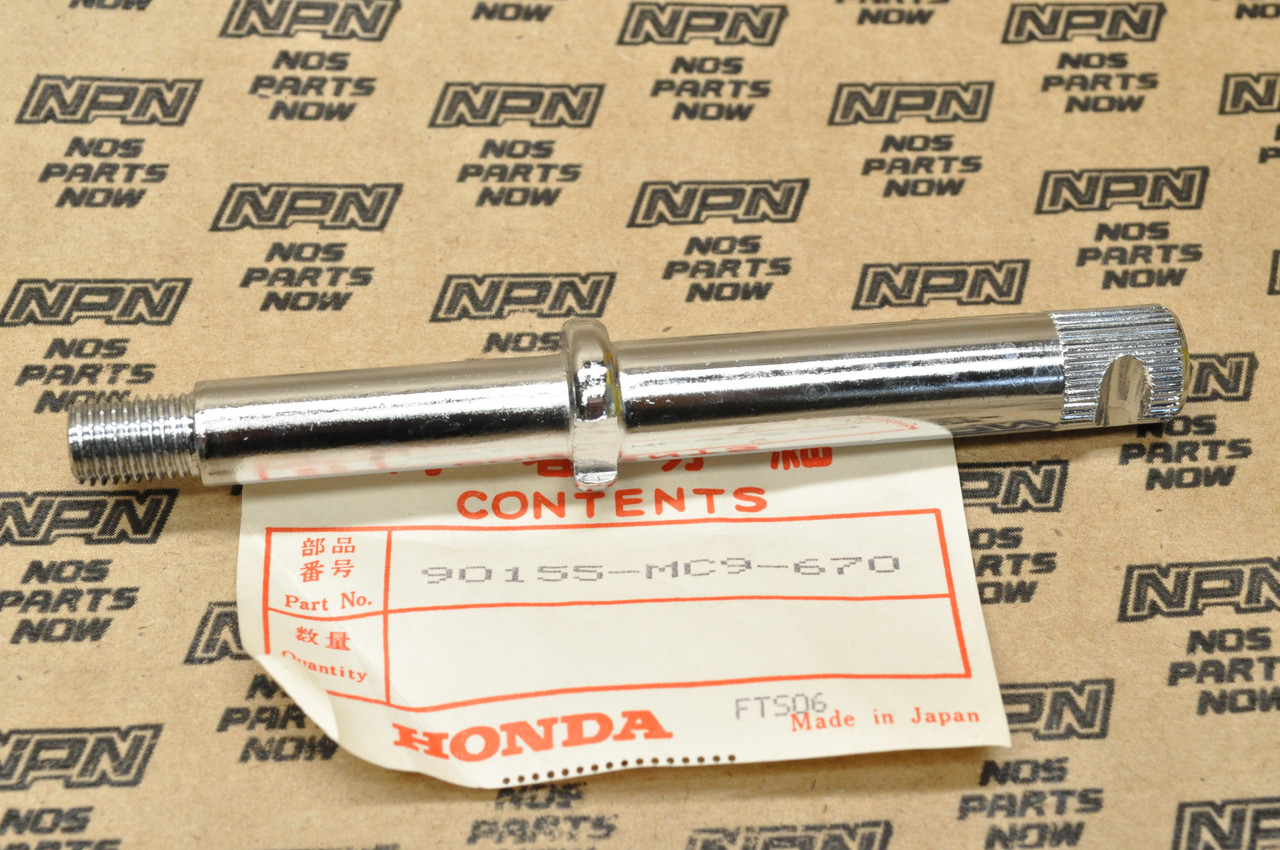 CONTENTS
部品
番号
Part No.
90155-MC9-670
数量
Quantity
FTS06
HONDA
Made in Japan
NPN
NOS
PARTS
NOW